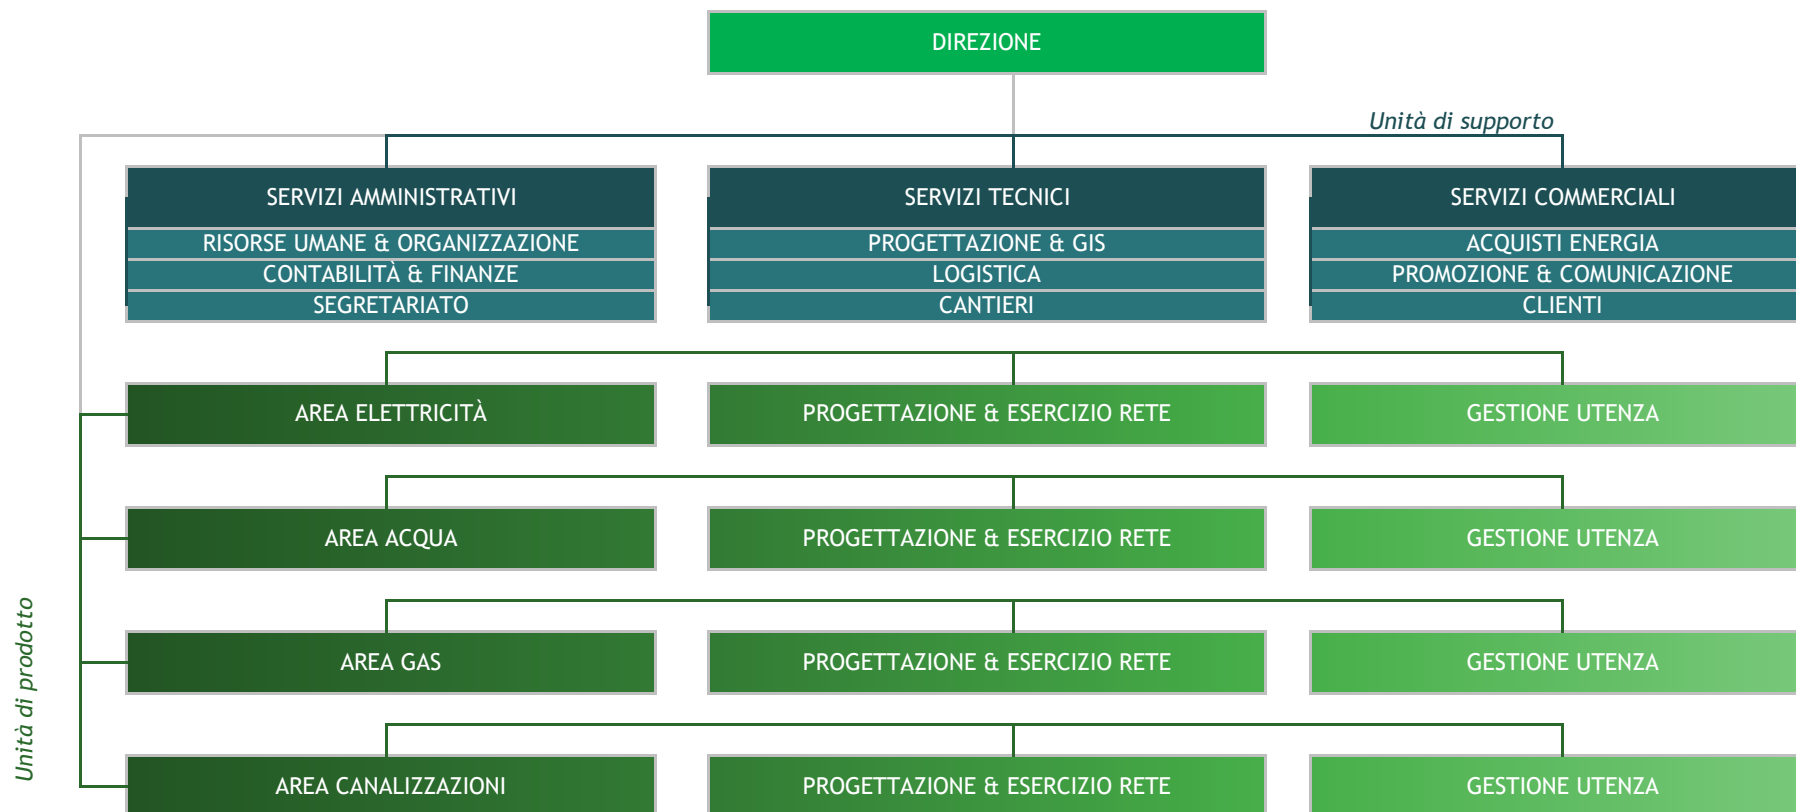 DIREZIONE
Unità di supporto
SERVIZI AMMINISTRATIVI
RISORSE UMANE & ORGANIZZAZIONE
CONTABILITÀ & FINANZE
SEGRETARIATO
SERVIZI TECNICI
PROGETTAZIONE & GIS
LOGISTICA
CANTIERI
SERVIZI COMMERCIALI
ACQUISTI ENERGIA
PROMOZIONE & COMUNICAZIONE
CLIENTI
Unità di prodotto
AREA ELETTRICITÀ
PROGETTAZIONE & ESERCIZIO RETE
GESTIONE UTENZA
AREA ACQUA
PROGETTAZIONE & ESERCIZIO RETE
GESTIONE UTENZA
AREA GAS
PROGETTAZIONE & ESERCIZIO RETE
GESTIONE UTENZA
AREA CANALIZZAZIONI
PROGETTAZIONE & ESERCIZIO RETE
GESTIONE UTENZA